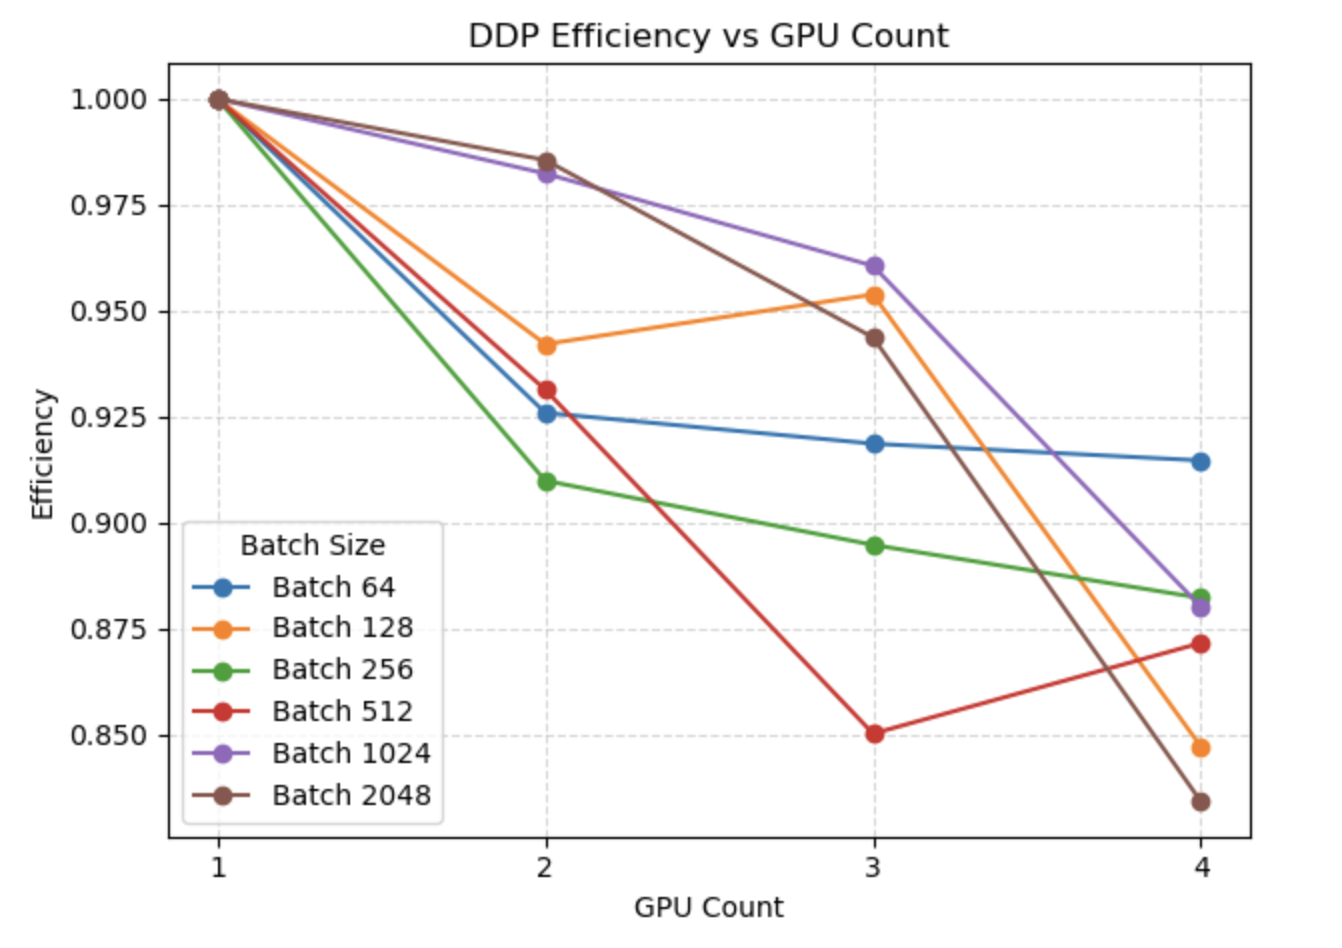 DDP Efficiency vs GPU Count
1.000
0.975
0.950
0.925
0.900
0.875
0.850
Efficiency
Batch Size
Batch 64
Batch 128
Batch 256
Batch 512
Batch 1024
Batch 2048
1 2 3 4
GPU Count